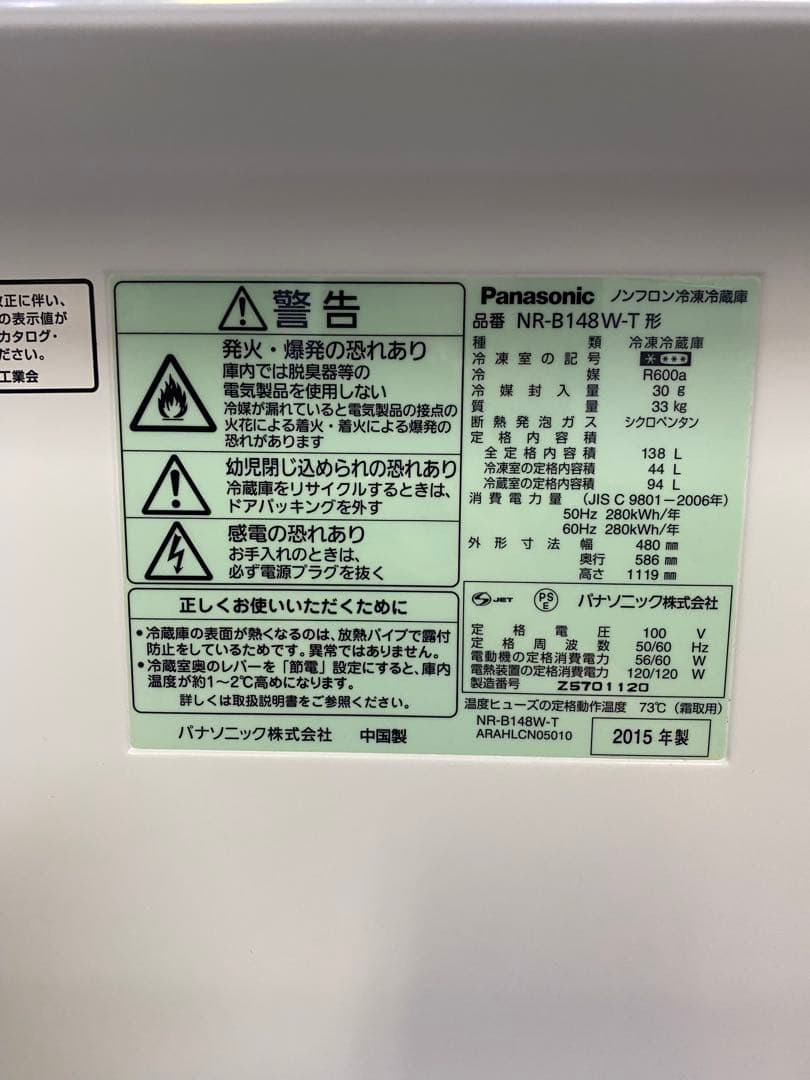 改正に伴い、
の表示値が
カタログ・
ださい。
工業会
警告
発火・爆発の恐れあり
庫内では脱臭器等の
電気製品を使用しない
冷媒が漏れていると電気製品の接点の
火花による着火・着火による爆発の
恐れがあります
幼児閉じ込められの恐れあり
冷蔵庫をリサイクルするときは、
ドアパッキングを外す
感電の恐れあり
お手入れのときは、
必ず電源プラグを抜く
正しくお使いいただくために
•冷蔵庫の表面が熱くなるのは、放熱パイプで露付
防止をしているためです。異常ではありません。
•冷蔵室奥のレバーを「節電」設定にすると、庫内
温度が約1〜2℃高めになります。
詳しくは取扱説明書をご参照ください。
パナソニック株式会社 中国製
Panasonic ノンフロン冷凍冷蔵庫
品番 NR-B148W-T形
種類 冷凍冷蔵庫
冷凍室の記号 ****
冷媒 R600a
冷媒封入量 30 g
質量 33 kg
断熱発泡ガス シクロペンタン
定格内容積
全定格内容積 138 L
冷凍室の定格内容積 44 L
冷蔵室の定格内容積 94 L
消費電力量 (JIS C 9801−2006年)
50Hz 280kWh/年
60Hz 280kWh/年
外形寸法 幅 480 mm
奥行 586 mm
高さ 1119 mm
JET PS E パナソニック株式会社
定格電圧 100 V
定格周波数 50/60 Hz
電動機の定格消費電力 56/60 W
電熱装置の定格消費電力 120/120 W
製造番号 Z5701120
温度ヒューズの定格動作温度 73℃(霜取用)
NR-B148W-T
ARAHLCN05010
2015 年製